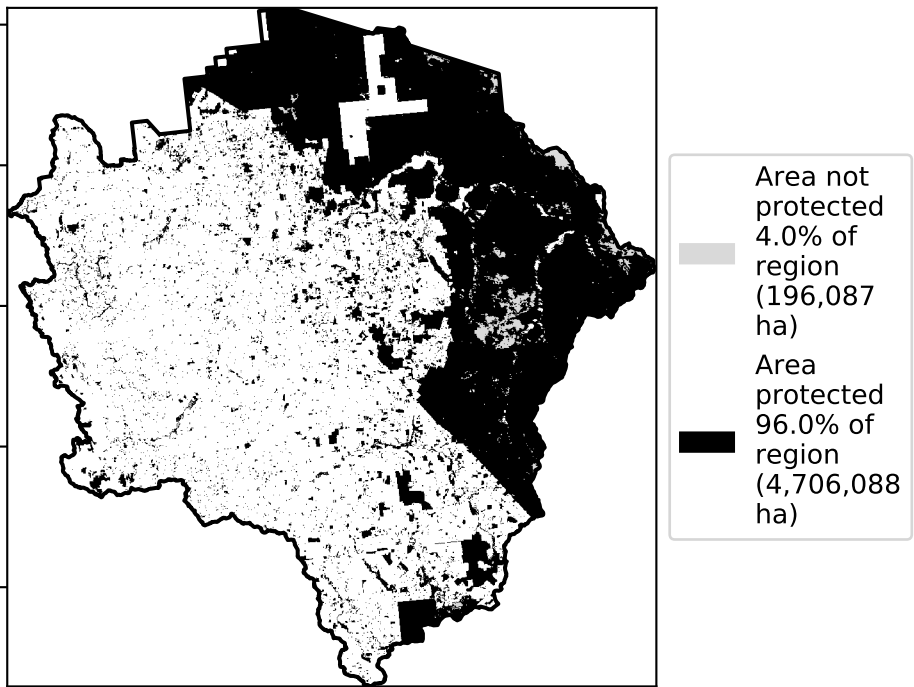 Area not
protected
4.0% of
region
(196,087
ha)
Area
protected
96.0% of
region
(4,706,088
ha)